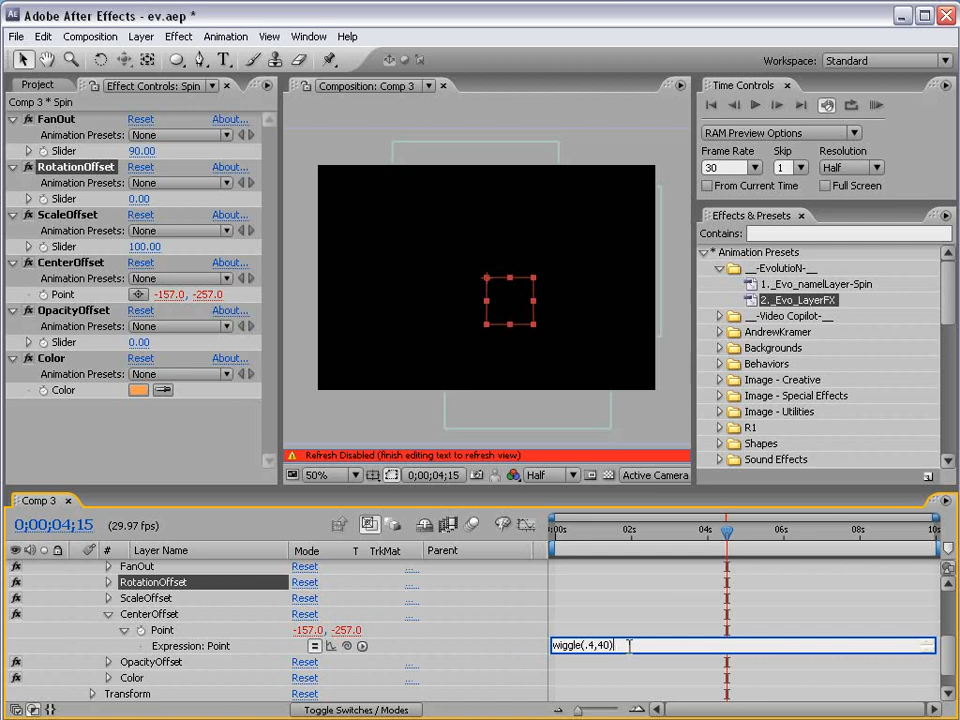 Adobe After Effects - ev.aep *
File Edit Composition Layer Effect Animation View Window Help
Workspace: Standard
Project Effect Controls: Spin
Comp 3 * Spin
FanOut Reset About...
Animation Presets: None
Slider 90.00
RotationOffset Reset About...
Animation Presets: None
Slider 0.00
ScaleOffset Reset About...
Animation Presets: None
Slider 100.00
CenterOffset Reset About...
Animation Presets: None
Point -157.0, -257.0
OpacityOffset Reset About...
Animation Presets: None
Slider 0.00
Color Reset About...
Animation Presets: None
Color
Composition: Comp 3
Refresh Disabled (finish editing text to refresh view)
50% 0;00;04;15 Half Active Camera
Time Controls
RAM Preview Options
Frame Rate Skip Resolution
30 1 Half
From Current Time Full Screen
Effects & Presets
Contains:
* Animation Presets
__-EvolutioN-__
1._Evo_namelLayer-Spin
2._Evo_LayerFX
__-Video Copilot-__
AndrewKramer
Backgrounds
Behaviors
Image - Creative
Image - Special Effects
Image - Utilities
R1
Shapes
Sound Effects
Comp 3
0;00;04;15 (29.97 fps)
:00s 02s 04s 06s 08s 10s
# Layer Name Mode T TrkMat Parent
FanOut Reset ...
RotationOffset Reset ...
ScaleOffset Reset ...
CenterOffset Reset ...
Point -157.0, -257.0
Expression: Point wiggle(.4,40)
OpacityOffset Reset ...
Color Reset ...
Transform Reset
Toggle Switches / Modes